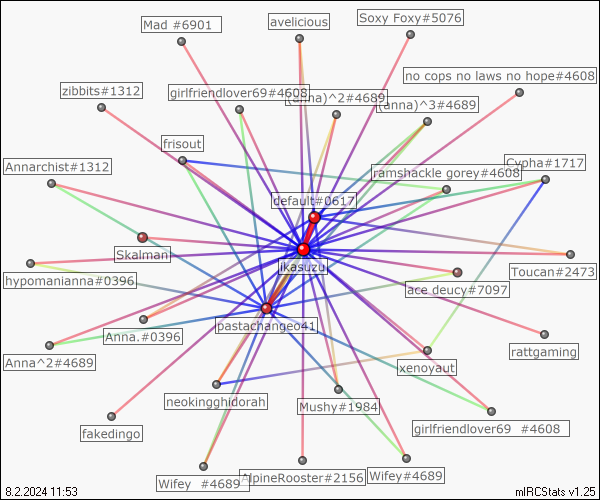 Mad #6901
avelicious
Soxy Foxy#5076
no cops no laws no hope#4608
zibbits#1312
girlfriendlover69#4608
(anna)^2#4689
(anna)^3#4689
frisout
Annarchist#1312
ramshackle gorey#4608
Cypha#1717
default#0617
Skalman
ikasuzu
Toucan#2473
hypomanianna#0396
ace deucy#7097
pastachangeo41
Anna.#0396
rattgaming
Anna^2#4689
xenoyaut
neokingghidorah
Mushy#1984
fakedingo
girlfriendlover69 #4608
Wifey #4689
AlpineRooster#2156
Wifey#4689
8.2.2024 11:53
mIRCStats v1.25